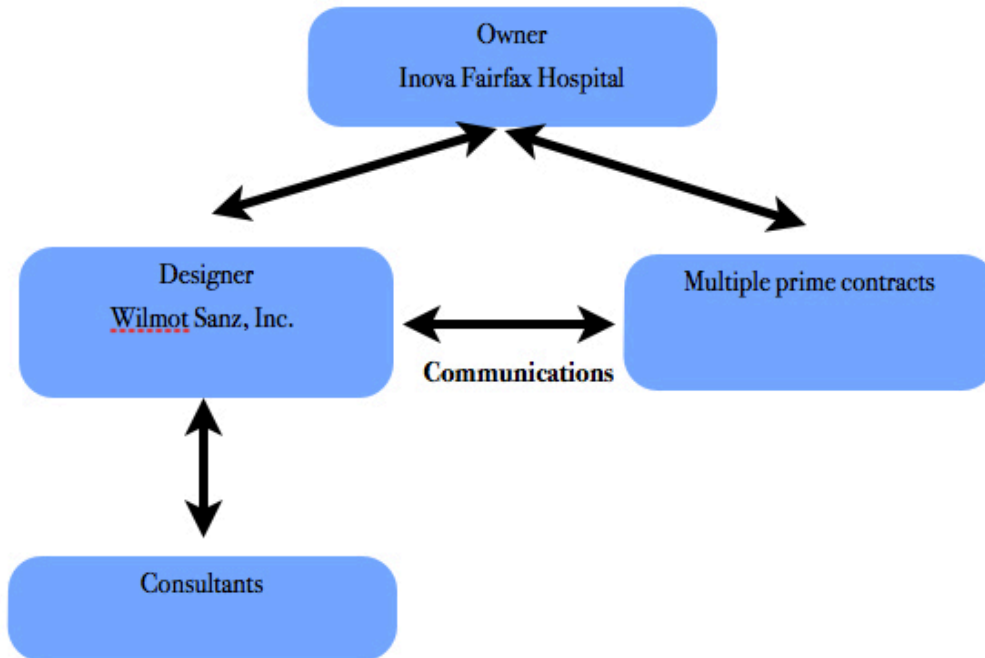 Owner
Inova Fairfax Hospital
Designer
Wilmot Sanz, Inc.
Multiple prime contracts
Communications
Consultants